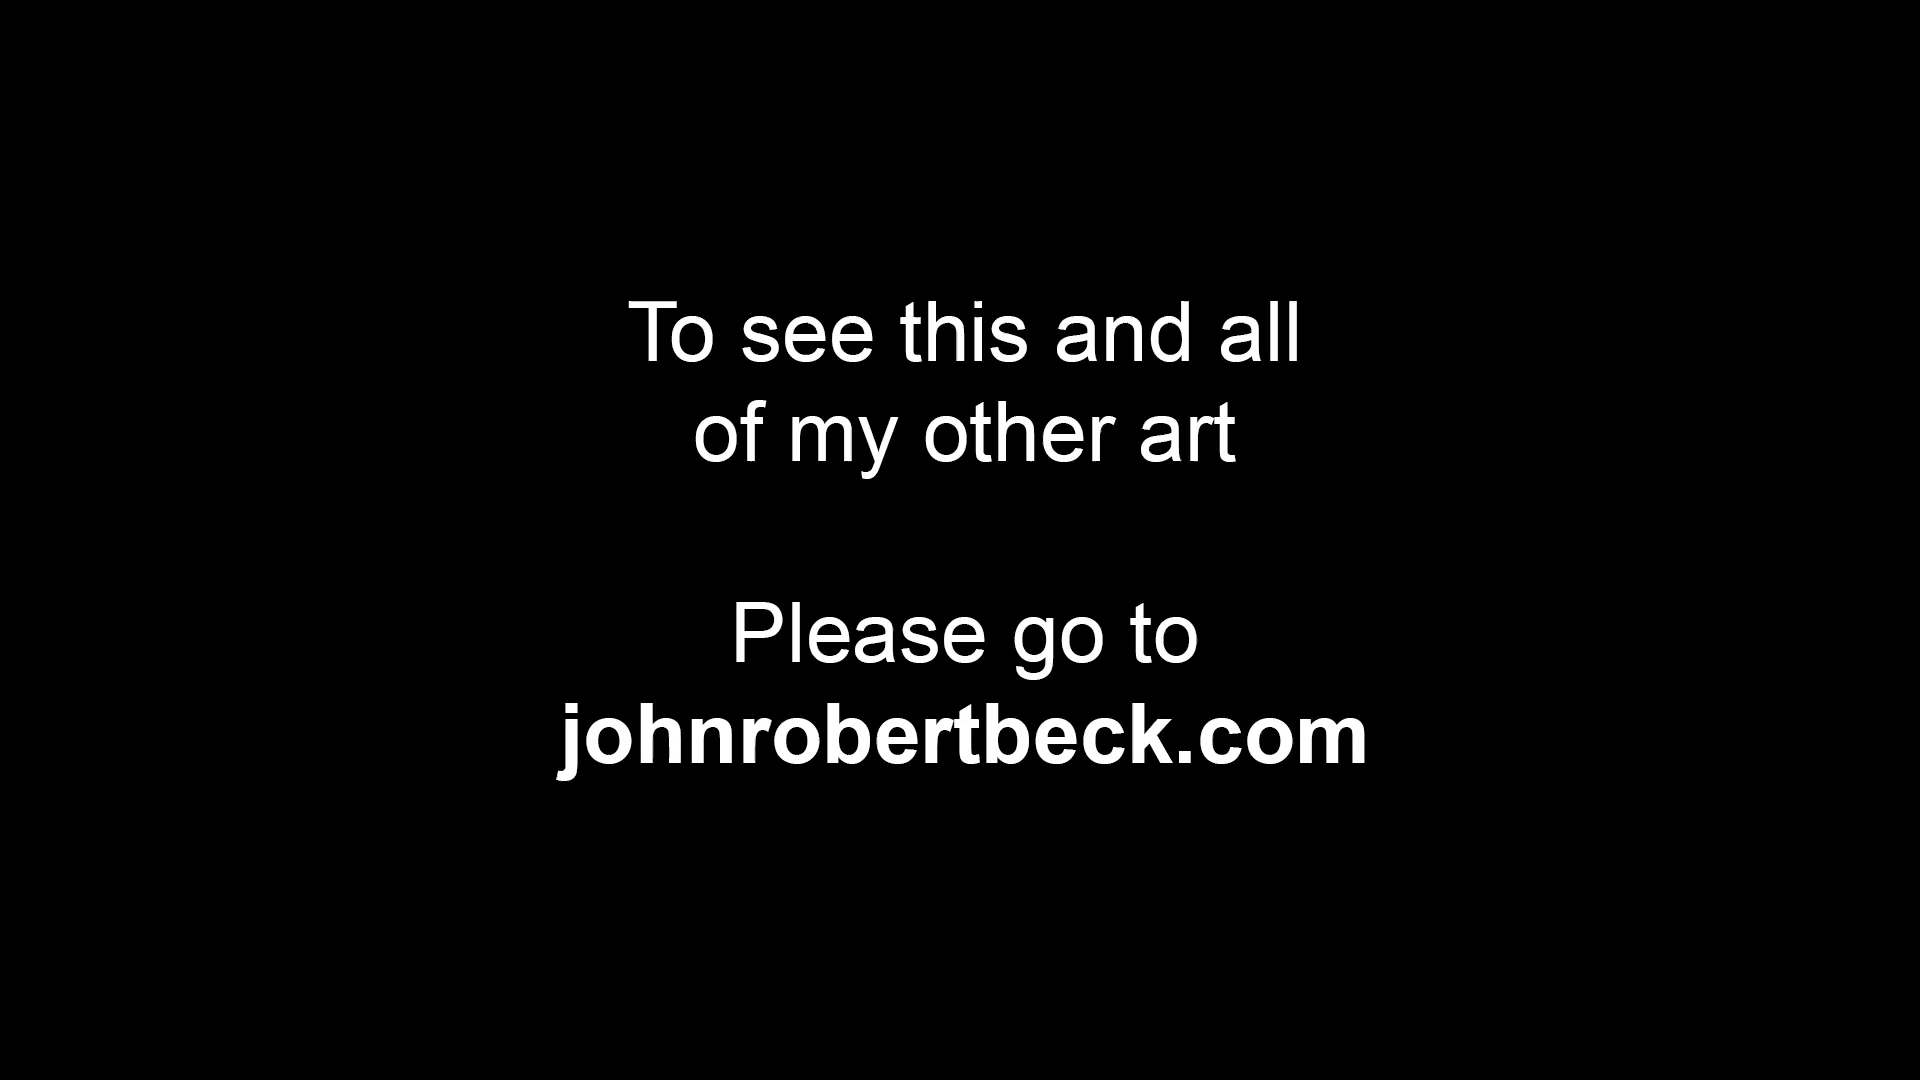 To see this and all
of my other art
Please go to
johnrobertbeck.com